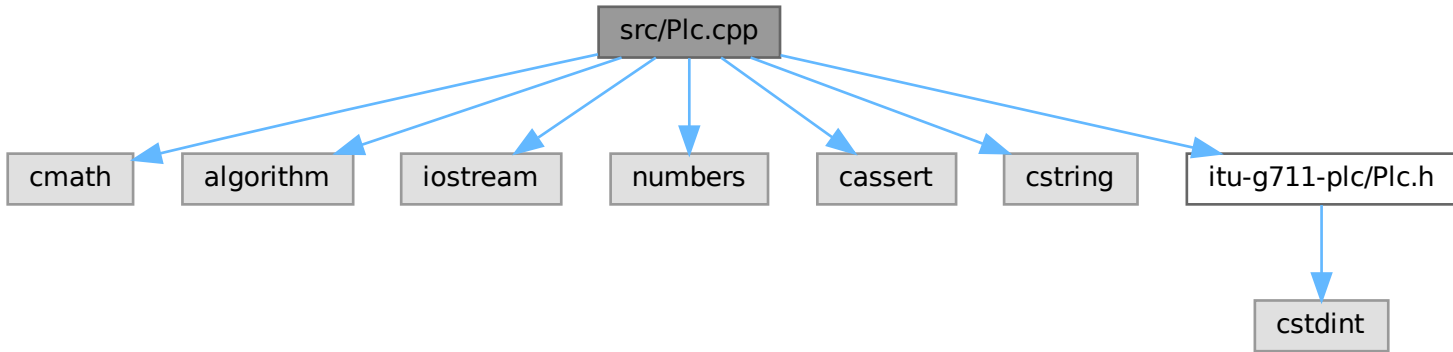 src/Plc.cpp
cmath
algorithm
iostream
numbers
cassert
cstring
itu-g711-plc/Plc.h
cstdint